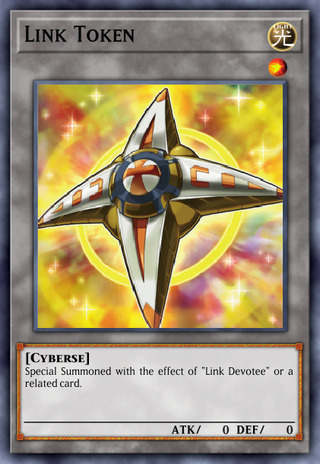 Link Token
LIGHT
光
[Cyberse]
Special Summoned with the effect of "Link Devotee" or a
related card.
ATK/ 0 DEF/ 0